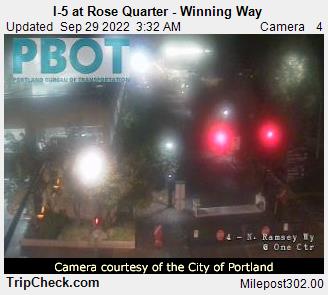 I-5 at Rose Quarter - Winning Way
Updated Sep 29 2022 3:32 AM Camera 4
PBOT
PORTLAND BUREAU OF TRANSPORTATION
4 - N. Ramsey Wy
@ One Ctr
Camera courtesy of the City of Portland
TripCheck.com Milepost302.00